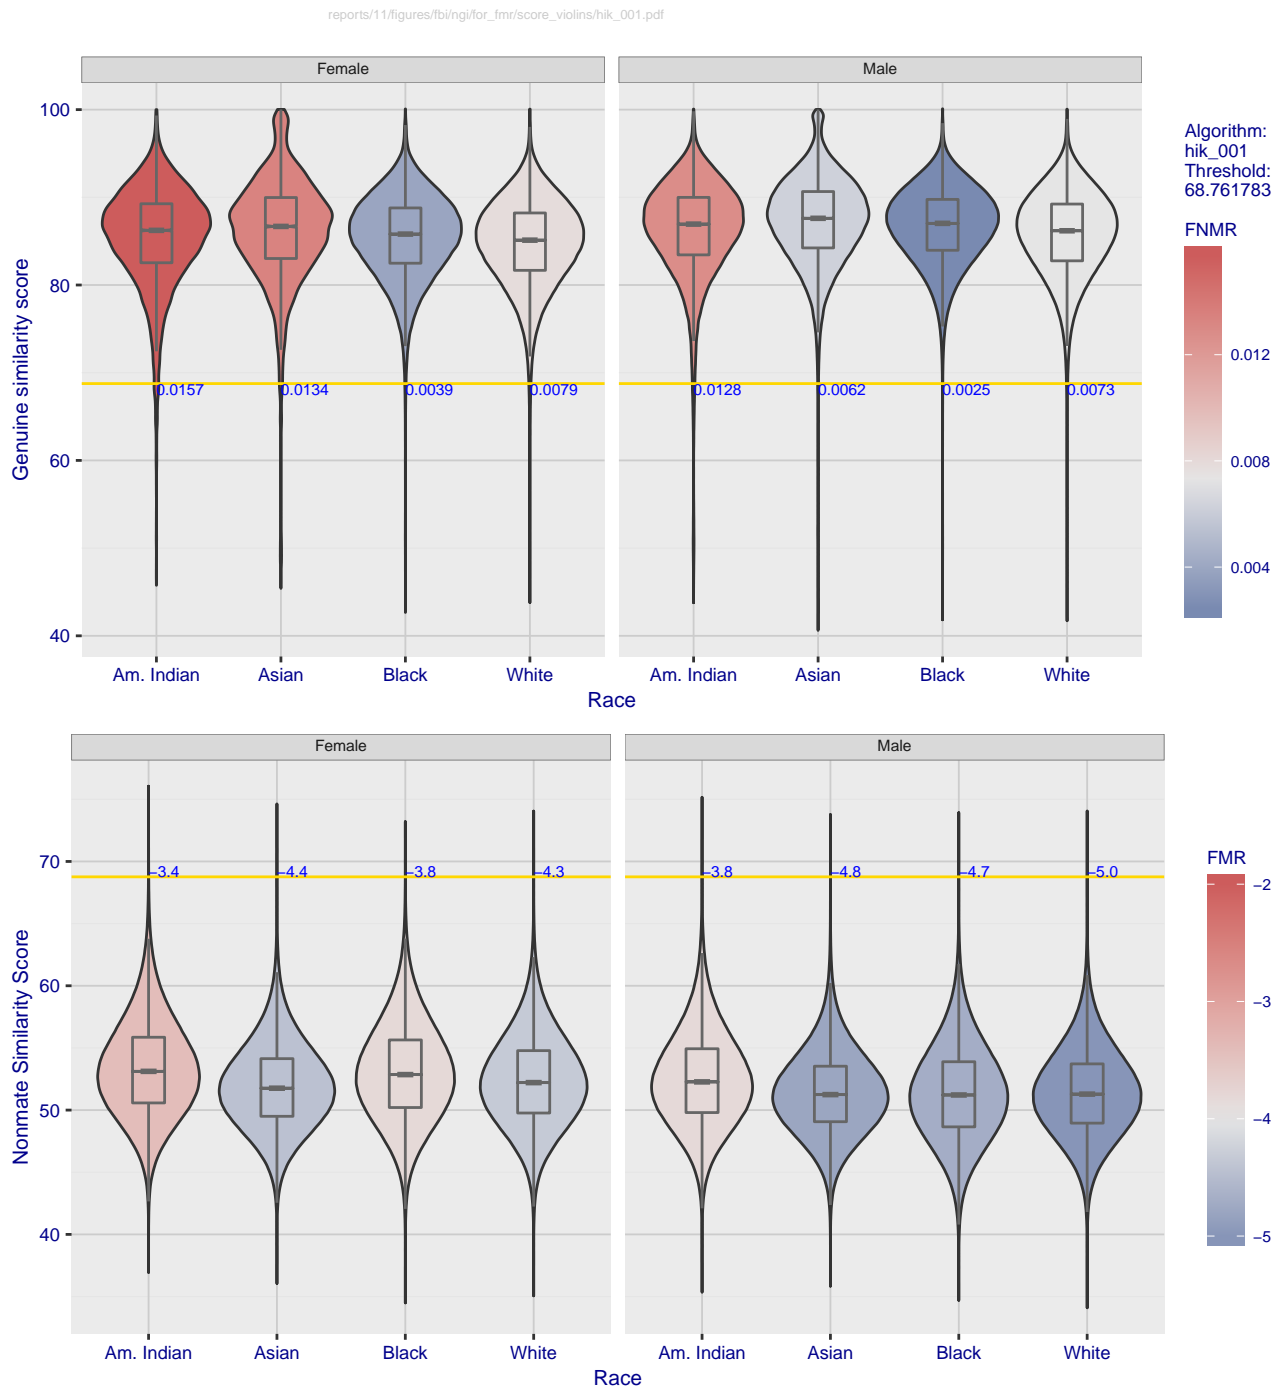 reports/11/figures/fbi/ngi/for_fmr/score_violins/hik_001.pdf
Female
Male
Genuine similarity score
100
80
60
40
0.0157
0.0134
0.0039
0.0079
0.0128
0.0062
0.0025
0.0073
Am. Indian
Asian
Black
White
Am. Indian
Asian
Black
White
Race
Algorithm:
hik_001
Threshold:
68.761783
FNMR
0.012
0.008
0.004
Female
Male
Nonmate Similarity Score
70
60
50
40
−3.4
−4.4
−3.8
−4.3
−3.8
−4.8
−4.7
−5.0
Am. Indian
Asian
Black
White
Am. Indian
Asian
Black
White
Race
FMR
−2
−3
−4
−5